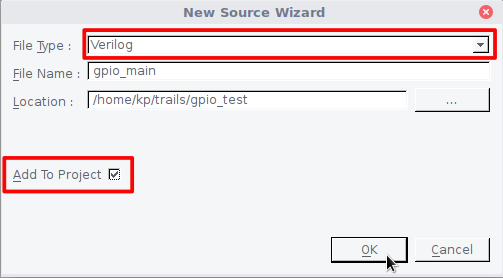 New Source Wizard
File Type : Verilog
File Name : gpio_main
Location : /home/kp/trails/gpio_test ...
Add To Project
OK Cancel